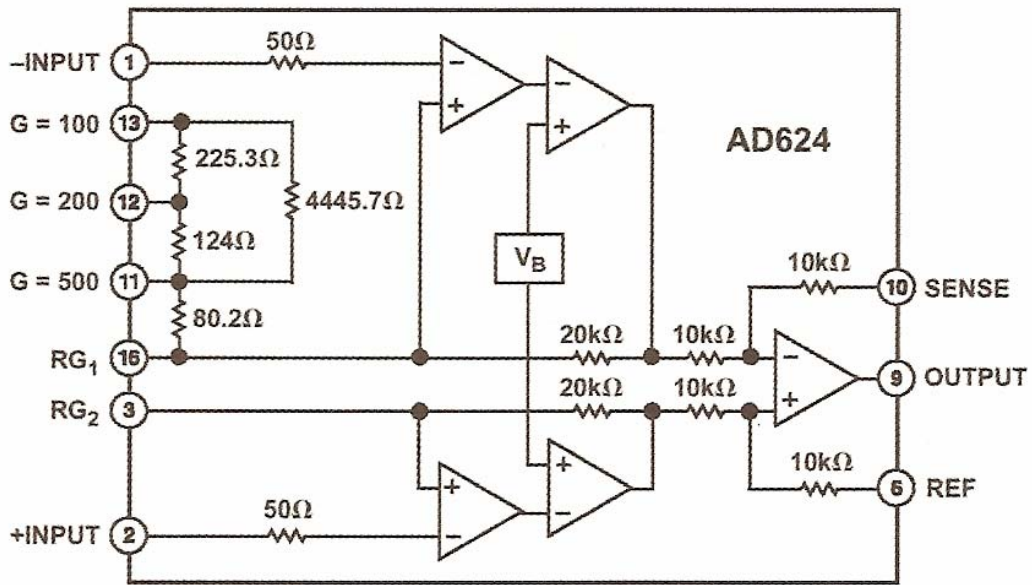 50Ω
–INPUT 1
G = 100 13
225.3Ω
AD624
G = 200 12
4445.7Ω
124Ω
VB
G = 500 11
10kΩ
10 SENSE
80.2Ω
20kΩ 10kΩ
RG1 16
9 OUTPUT
RG2 3
20kΩ 10kΩ
10kΩ
6 REF
50Ω
+INPUT 2